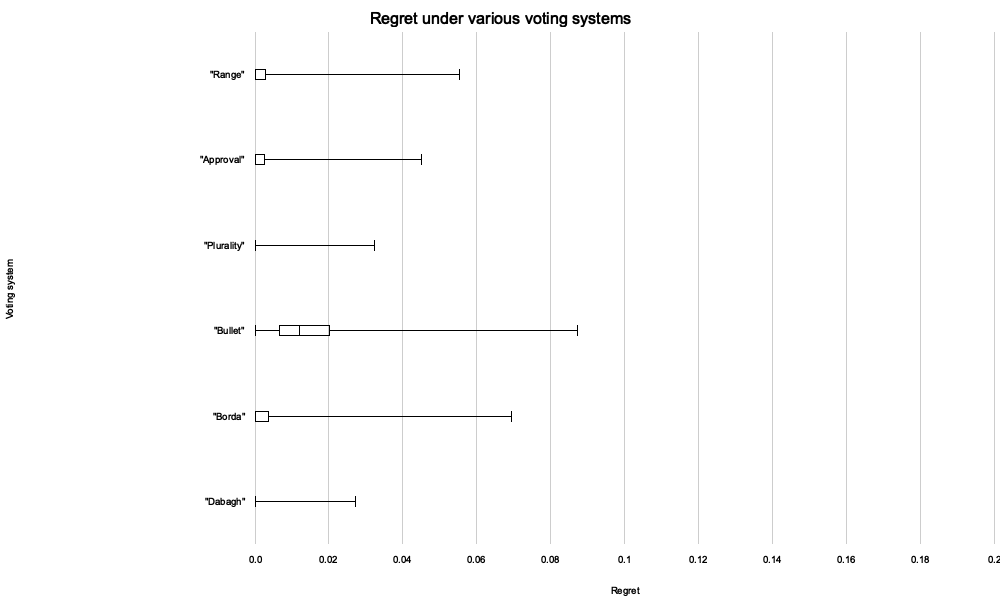 Regret under various voting systems
"Range"
"Approval"
"Plurality"
Voting system
"Bullet"
"Borda"
"Dabagh"
0.0 0.02 0.04 0.06 0.08 0.1 0.12 0.14 0.16 0.18 0.2
Regret